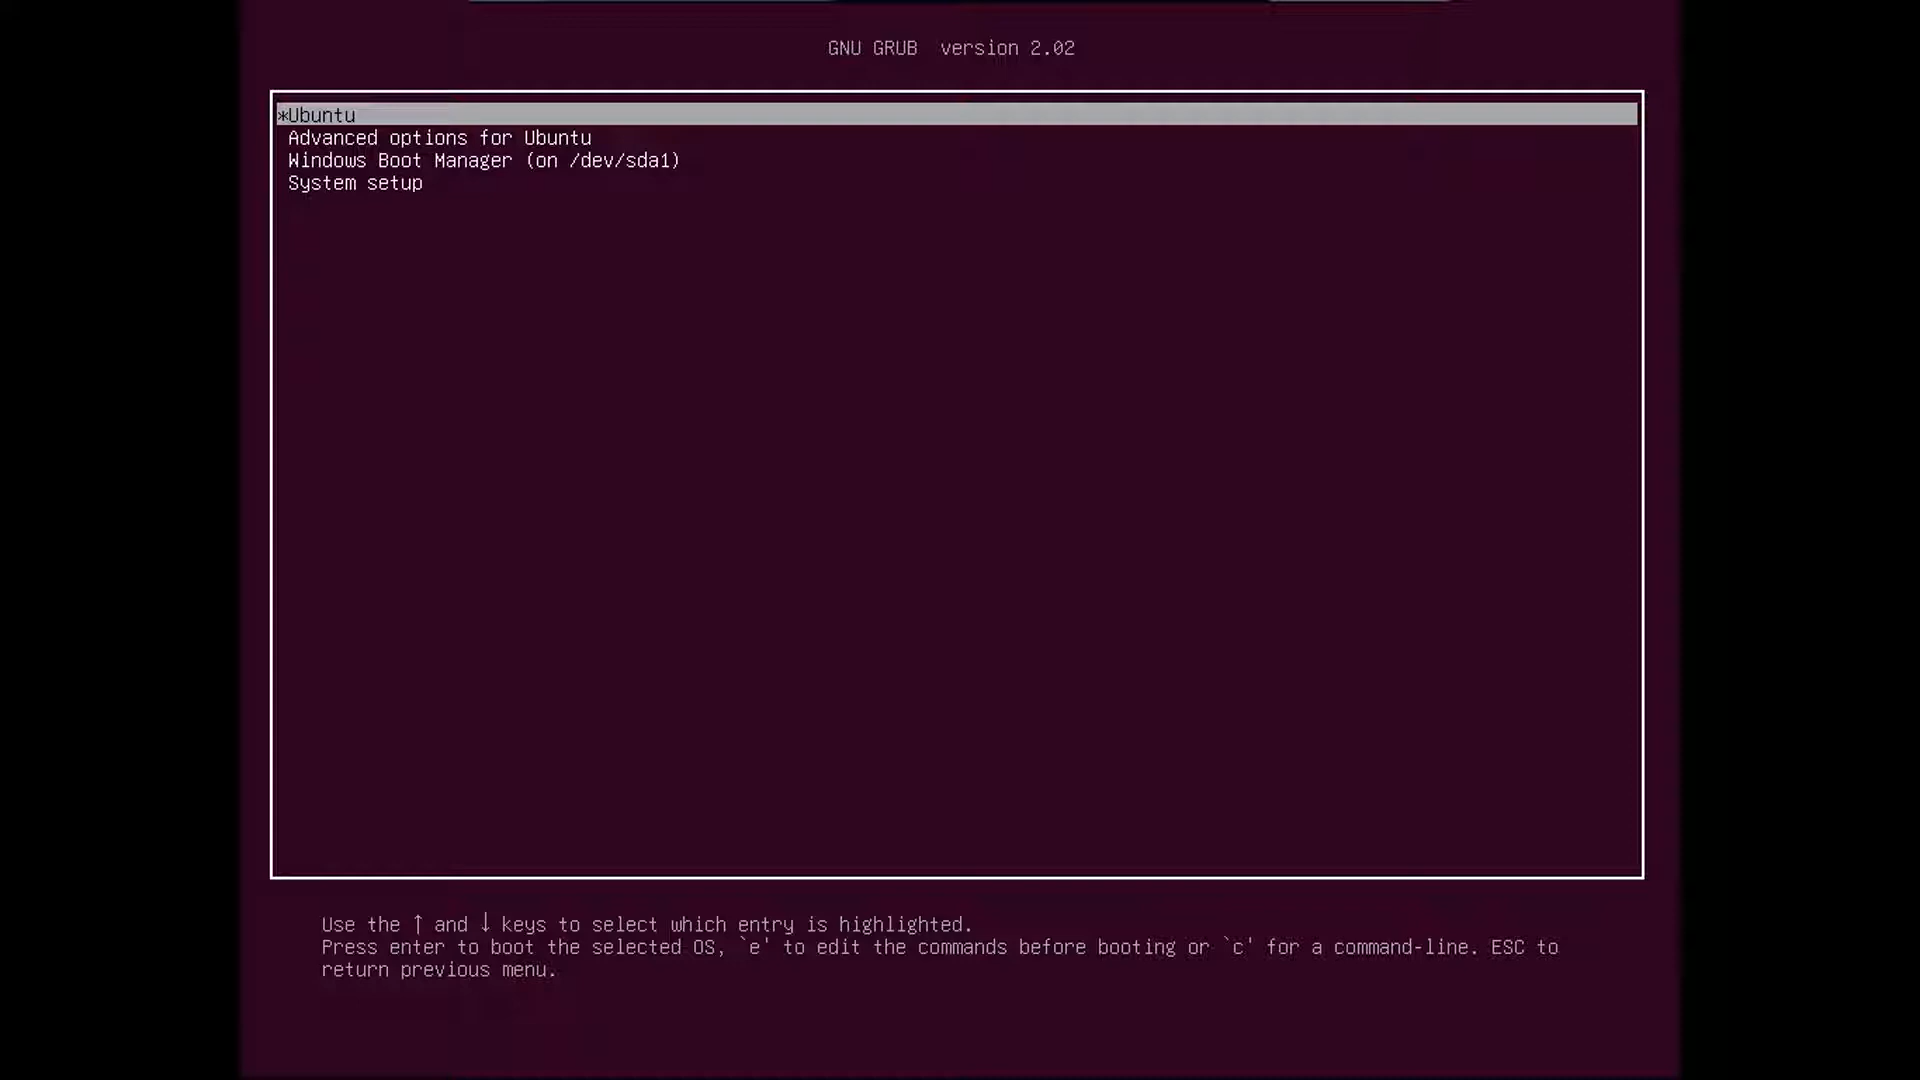 GNU GRUB  version 2.02
*Ubuntu
Advanced options for Ubuntu
Windows Boot Manager (on /dev/sda1)
System setup
Use the ↑ and ↓ keys to select which entry is highlighted.
Press enter to boot the selected OS, `e' to edit the commands before booting or `c' for a command-line. ESC to
return previous menu.